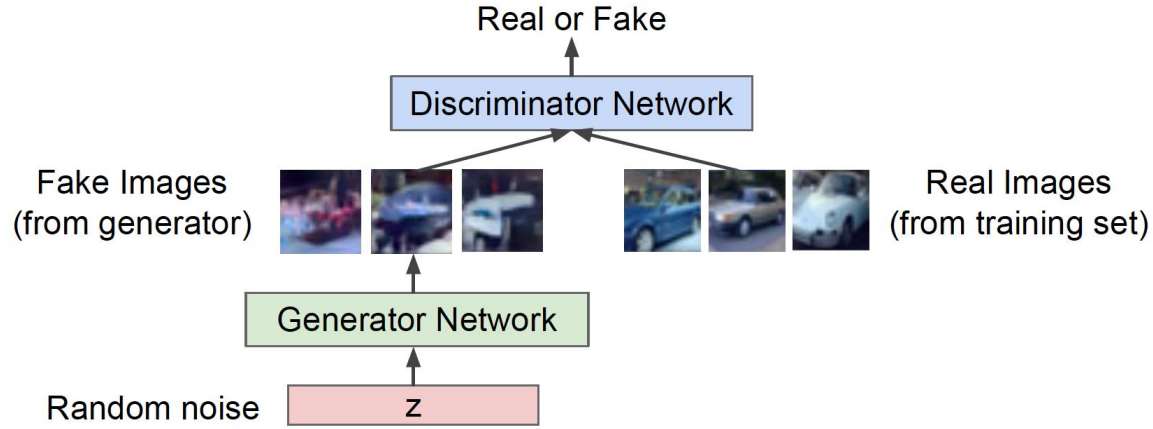 Real or Fake
Discriminator Network
Fake Images
(from generator)
Real Images
(from training set)
Generator Network
Random noise
z